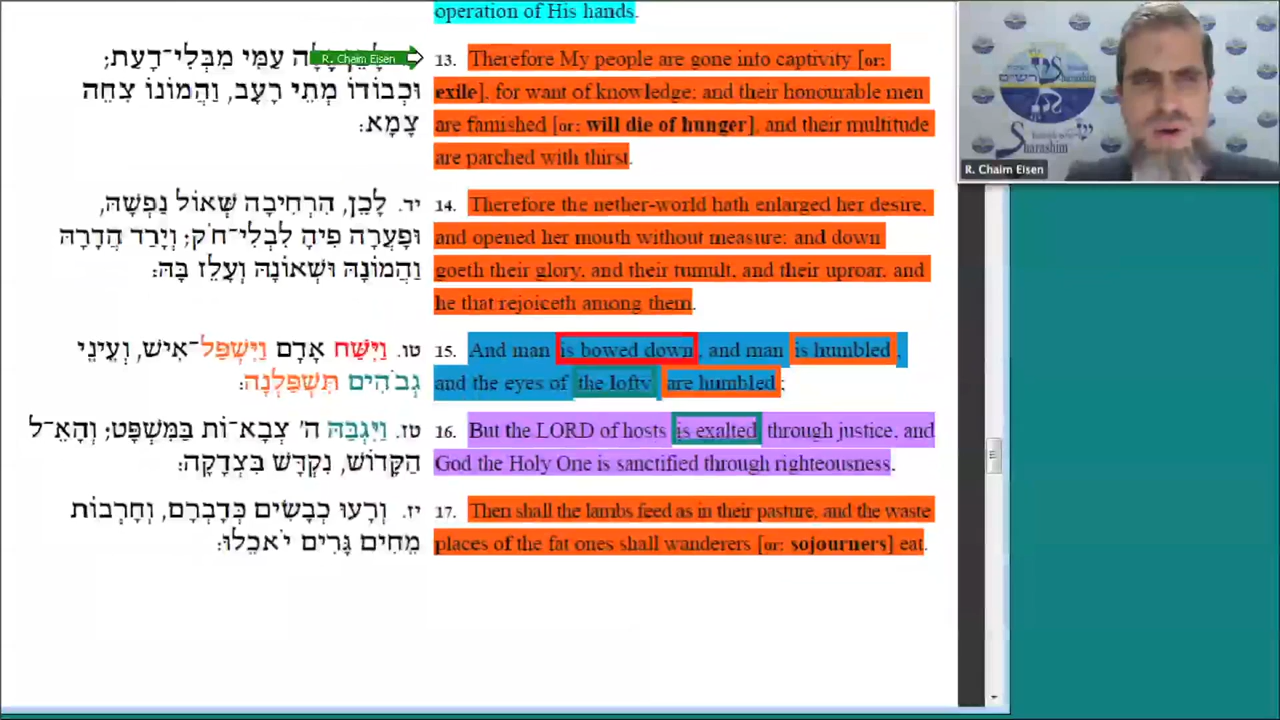 operation of His hands.
R. Chaim Eisen
עַמִּי מִבְּלִי־דָעַת;
וּכְבוֹדוֹ מְתֵי רָעָב, וַהֲמוֹנוֹ צִחֵה
צָמָא:
13. Therefore My people are gone into captivity [or:
exile], for want of knowledge; and their honourable men
are famished [or: will die of hunger], and their multitude
are parched with thirst.
יד. לָכֵן, הִרְחִיבָה שְּׁאוֹל נַפְשָׁהּ,
וּפָעֲרָה פִיהָ לִבְלִי־חֹק; וְיָרַד הֲדָרָהּ
וַהֲמוֹנָהּ וּשְׁאוֹנָהּ וְעָלֵז בָּהּ:
14. Therefore the nether-world hath enlarged her desire,
and opened her mouth without measure; and down
goeth their glory, and their tumult, and their uproar, and
he that rejoiceth among them.
טו. וַיִּשַּׁח אָדָם וַיִּשְׁפַּל־אִישׁ, וְעֵינֵי
גְבֹהִים תִּשְׁפַּלְנָה:
15. And man is bowed down, and man is humbled,
and the eyes of the lofty are humbled;
טז. וַיִּגְבַּהּ ה' צְבָא־וֹת בַּמִּשְׁפָּט; וְהָאֵ־ל
הַקָּדוֹשׁ, נִקְדָּשׁ בִּצְדָקָה:
16. But the LORD of hosts is exalted through justice, and
God the Holy One is sanctified through righteousness.
יז. וְרָעוּ כְבָשִׂים כְּדָבְרָם, וְחָרְבוֹת
מֵחִים גָּרִים יֹאכֵלוּ:
17. Then shall the lambs feed as in their pasture, and the waste
places of the fat ones shall wanderers [or: sojourners] eat.
Sharashim
R. Chaim Eisen